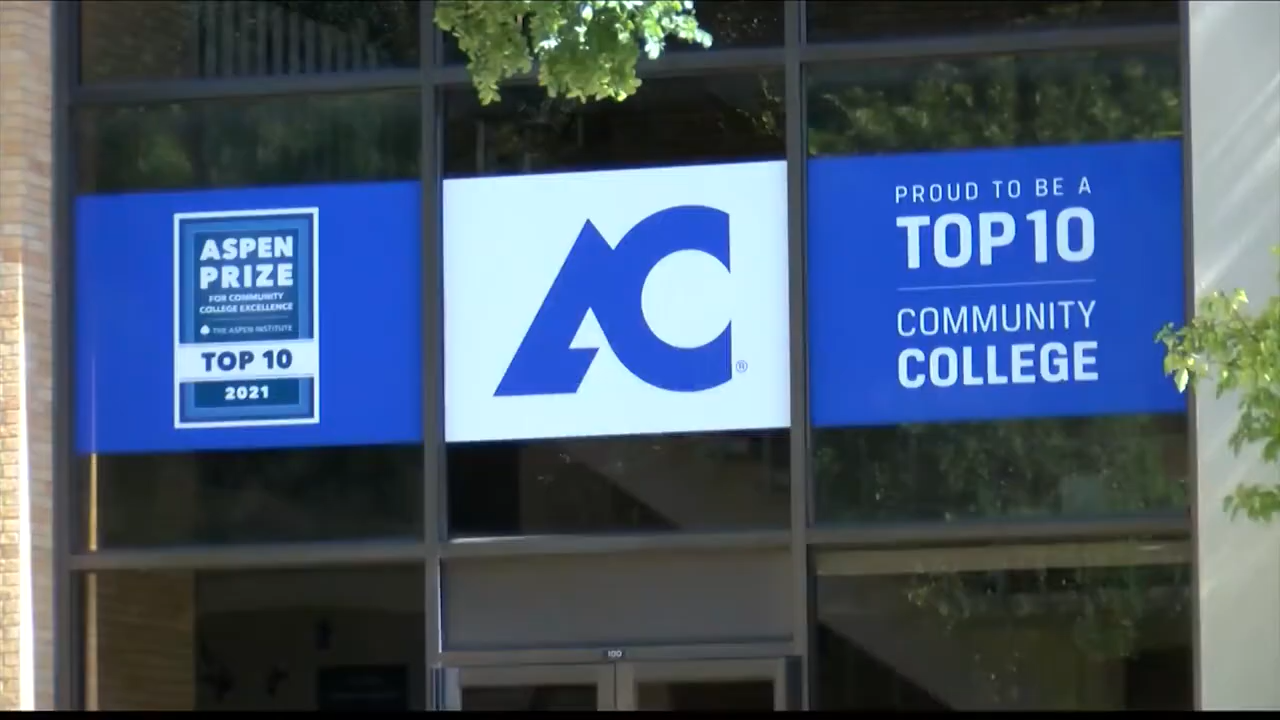 ASPEN
PRIZE
FOR COMMUNITY
COLLEGE EXCELLENCE
THE ASPEN INSTITUTE
TOP 10
2021
AC®
PROUD TO BE A
TOP 10
COMMUNITY
COLLEGE
100